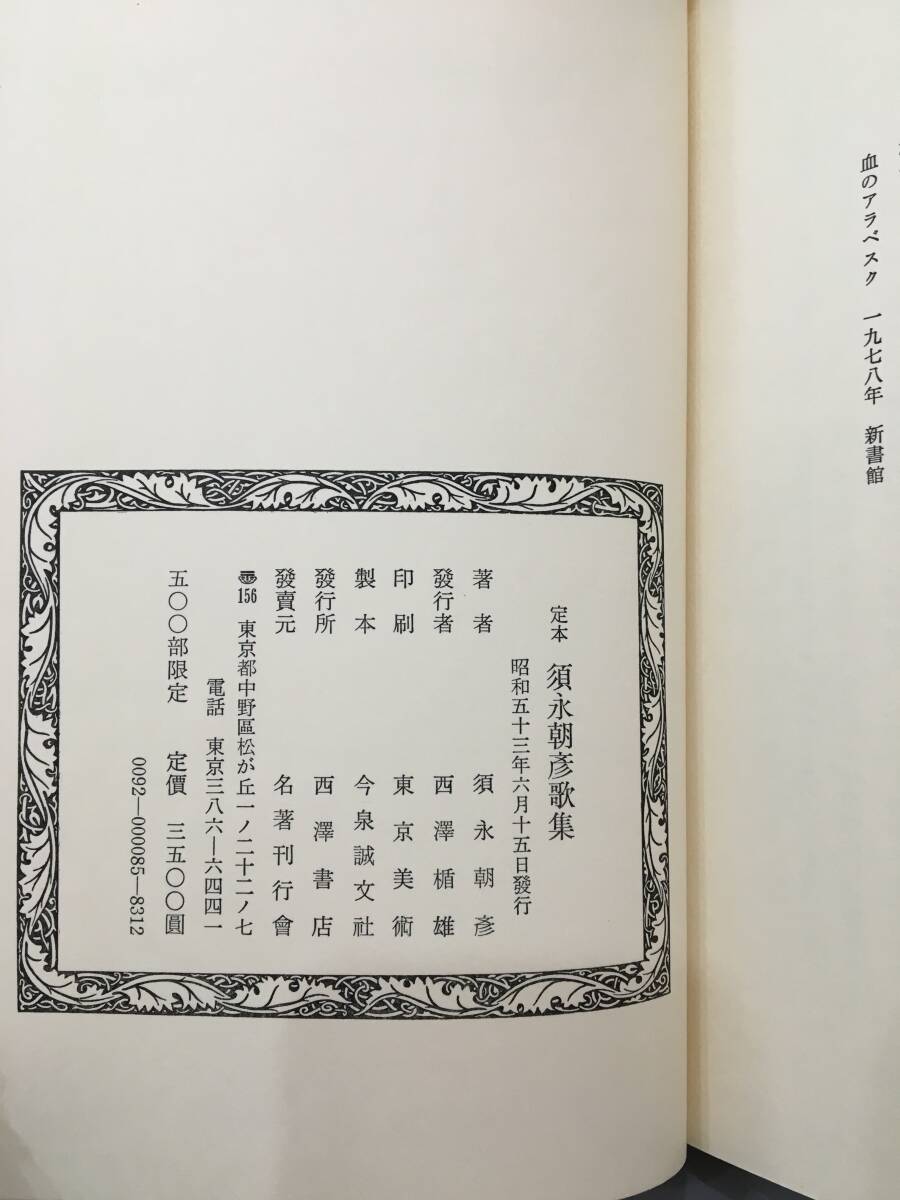 血のアラベスク　一九七八年　新書館
定本　須永朝彥歌集
昭和五十三年六月十五日發行
著者　須永朝彥
發行者　西澤楯雄
印刷　東京美術
製本　今泉誠文社
發行所　西澤書店
發賣元　名著刊行會
156　東京都中野區松が丘一ノ二十二ノ七
電話　東京三八六―六四四一
五〇〇部限定　定價　三五〇〇圓
0092―000085―8312